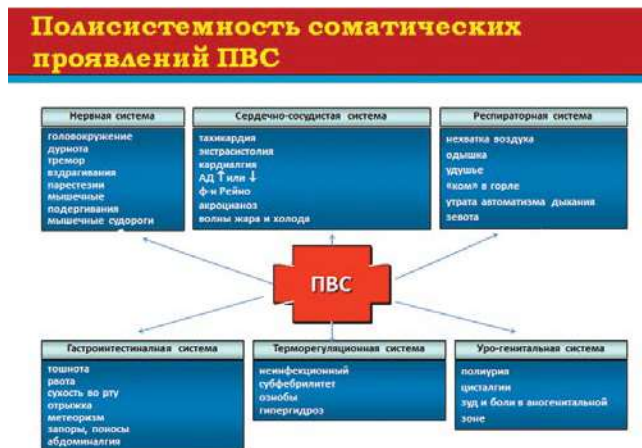 Полисистемность соматических
проявлений ПВС
Нервная система
головокружение
дурнота
тремор
вздрагивания
парестезии
мышечные
подергивания
мышечные судороги
Сердечно-сосудистая система
тахикардия
экстрасистолия
кардиалгия
АД ↑ или ↓
ф-н Рейно
акроцианоз
волны жара и холода
Респираторная система
нехватка воздука
одышка
удушье
«ком» в горле
утрата автоматизма дыхания
зевота
ПВС
Гастроинтестиналная система
тошнота
рвота
сухость во рту
отрыжка
метеоризм
запоры, поносы
абдоминалгия
Терморегуляционная система
неинфекционный
субфебрилитет
ознобы
гипергидроз
Уро-генитальная система
полиурия
цисталгии
зуд и боли в аногенитальной
зоне